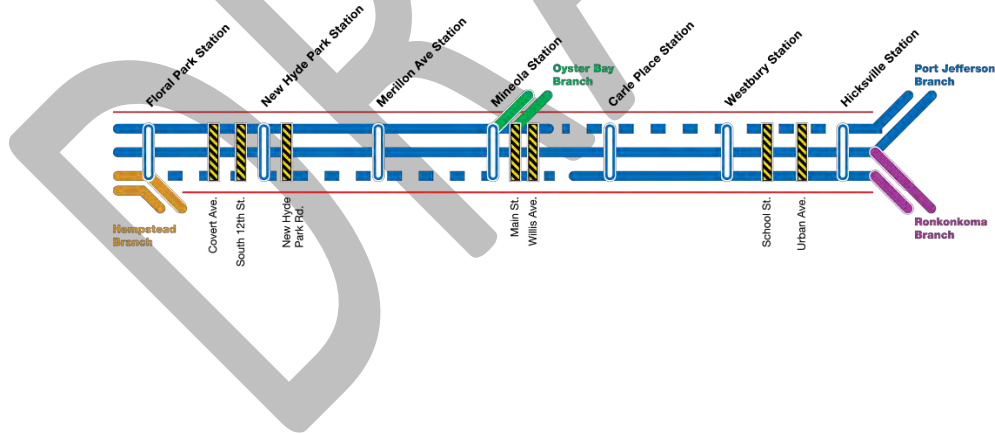 Floral Park Station
New Hyde Park Station
Merillon Ave Station
Mineola Station
Oyster Bay
Branch
Carle Place Station
Westbury Station
Hicksville Station
Port Jefferson
Branch
Hempstead
Branch
Covert Ave.
South 12th St.
New Hyde
Park Rd.
Main St.
Willis Ave.
School St.
Urban Ave.
Ronkonkoma
Branch
DRA